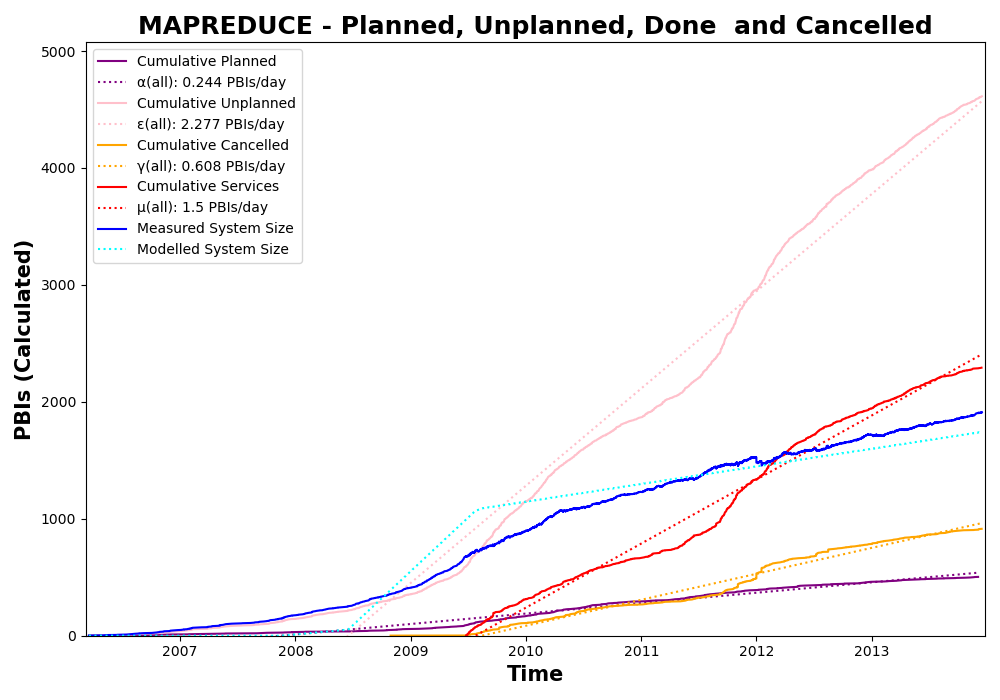 MAPREDUCE - Planned, Unplanned, Done  and Cancelled
PBIs (Calculated)
5000
4000
3000
2000
1000
0
Cumulative Planned
α(all): 0.244 PBIs/day
Cumulative Unplanned
ε(all): 2.277 PBIs/day
Cumulative Cancelled
γ(all): 0.608 PBIs/day
Cumulative Services
μ(all): 1.5 PBIs/day
Measured System Size
Modelled System Size
2007 2008 2009 2010 2011 2012 2013
Time